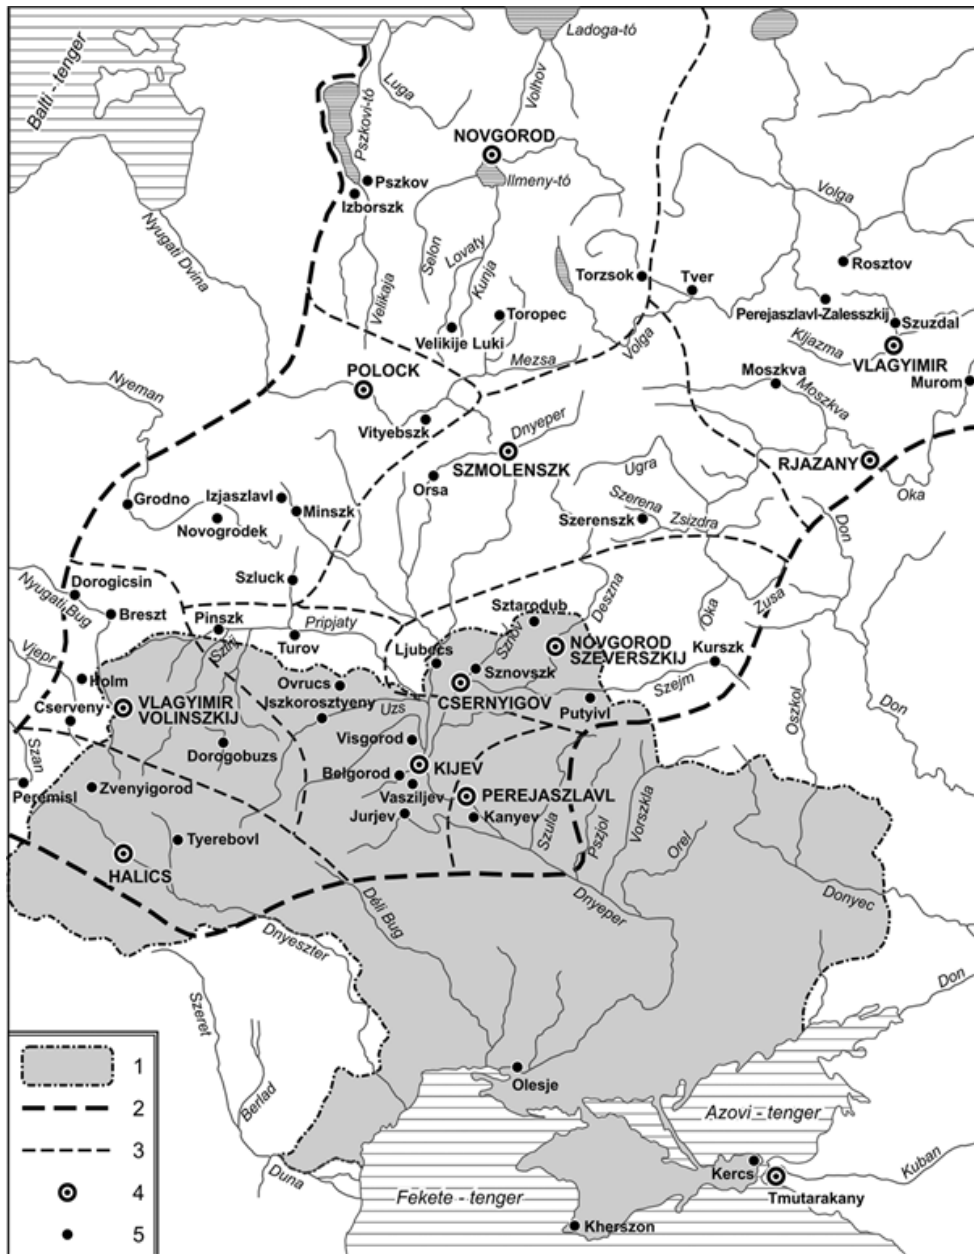 Ladoga-tó
Balti - tenger
Luga
Volhov
Pszkovi-tó
NOVGOROD
Ilmeny-tó
Pszkov
Izborszk
Volga
Nyugati Dvina
Selon
Lovaty
Kunja
Velikaja
Rosztov
Torzsok
Tver
Perejaszlavl-Zalesszkij
Toropec
Szuzdal
Velikije Luki
Volga
Kljazma
VLAGYIMIR
Mezsa
POLOCK
Nyeman
Moszkva
Moszkva
Murom
Vityebszk
Dnyeper
SZMOLENSZK
RJAZANY
Ugra
Orsa
Oka
Grodno
Izjaszlavl
Minszk
Novogrodek
Szerena
Szerenszk
Zsizdra
Don
Dorogicsin
Szluck
Nyugati Bug
Breszt
Deszna
Oka
Zusa
Sztarodub
Pinszk
Pripjaty
Turov
Sznov
NOVGOROD
SZEVERSZKIJ
Vjepr
Ljubecs
Kurszk
Holm
Ovrucs
Sznovszk
Szejm
VLAGYIMIR
VOLINSZKIJ
Jszkorosztyeny
Uzs
CSERNYIGOV
Putyivl
Oszkol
Don
Cserveny
Szan
Dorogobuzs
Visgorod
KIJEV
Belgorod
Vasziljev
PEREJASZLAVL
Peremisl
Zvenyigorod
Jurjev
Kanyev
Szula
Pszjol
Vorszkla
Orel
Tyerebovl
HALICS
Déli Bug
Dnyeper
Donyec
Dnyeszter
Szeret
Don
Berlad
Olesje
Azovi - tenger
Duna
Kercs
Kuban
Fekete - tenger
Tmutarakany
Kherszon
1
2
3
4
5